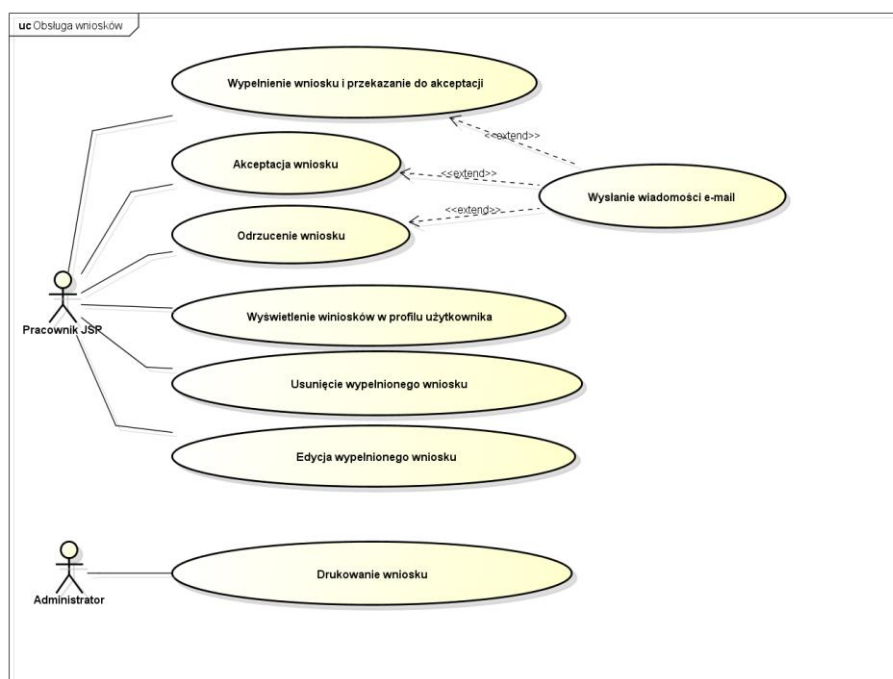 uc Obsługa wniosków
Wypełnienie wniosku i przekazanie do akceptacji
<<extend>>
Akceptacja wniosku
<<extend>>
Wysłanie wiadomości e-mail
<<extend>>
Odrzucenie wniosku
Pracownik JSP
Wyświetlenie winiosków w profilu użytkownika
Usunięcie wypełnionego wniosku
Edycja wypełnionego wniosku
Administrator
Drukowanie wniosku